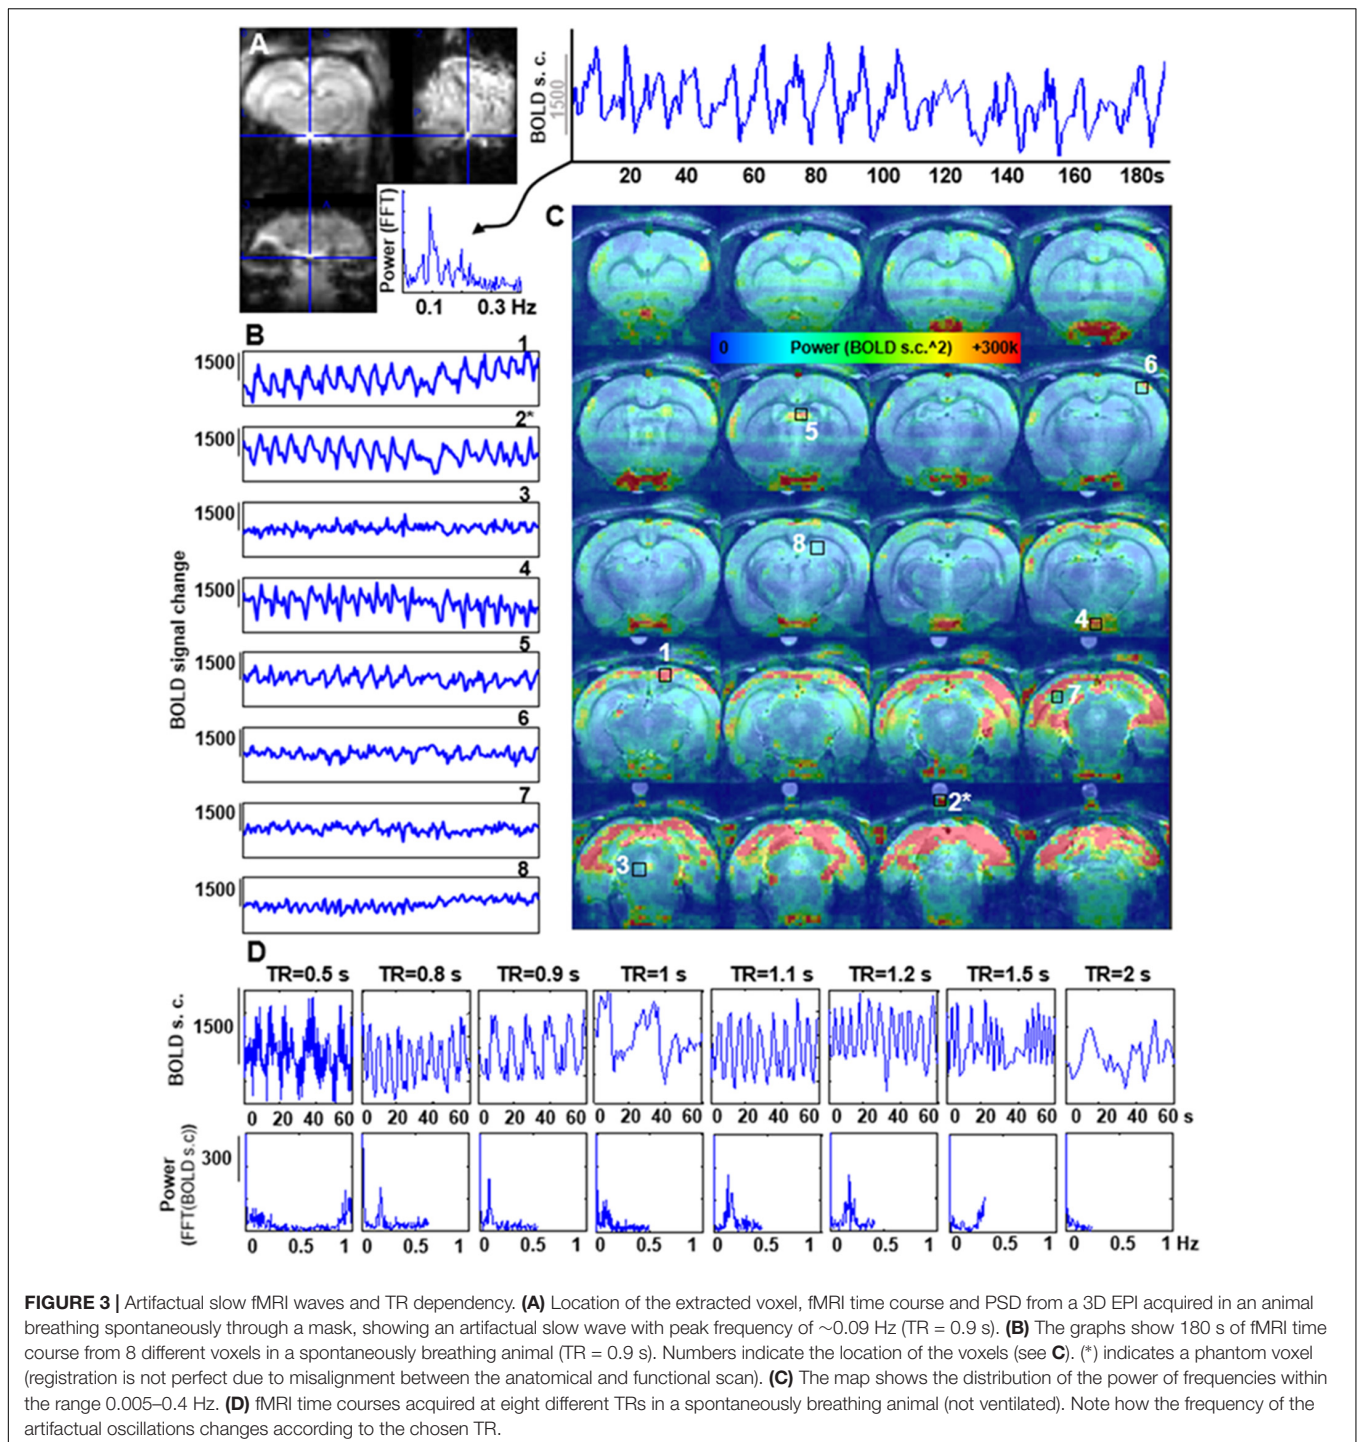 A
BOLD s. c.
1500
20 40 60 80 100 120 140 160 180s
Power (FFT)
0.1 0.3 Hz
C
0 Power (BOLD s.c.^2) +300k
6
5
8
4
1
7
2*
3
B
BOLD signal change
1500 1
1500 2*
1500 3
1500 4
1500 5
1500 6
1500 7
1500 8
D
TR=0.5 s TR=0.8 s TR=0.9 s TR=1 s TR=1.1 s TR=1.2 s TR=1.5 s TR=2 s
BOLD s. c.
1500
0 20 40 60 0 20 40 60 0 20 40 60 0 20 40 60 0 20 40 60 0 20 40 60 0 20 40 60 0 20 40 60 s
Power
(FFT(BOLD s.c))
300
0 0.5 1 0 0.5 1 0 0.5 1 0 0.5 1 0 0.5 1 0 0.5 1 0 0.5 1 0 0.5 1 Hz
FIGURE 3 | Artifactual slow fMRI waves and TR dependency. (A) Location of the extracted voxel, fMRI time course and PSD from a 3D EPI acquired in an animal
breathing spontaneously through a mask, showing an artifactual slow wave with peak frequency of ∼0.09 Hz (TR = 0.9 s). (B) The graphs show 180 s of fMRI time
course from 8 different voxels in a spontaneously breathing animal (TR = 0.9 s). Numbers indicate the location of the voxels (see C). (*) indicates a phantom voxel
(registration is not perfect due to misalignment between the anatomical and functional scan). (C) The map shows the distribution of the power of frequencies within
the range 0.005–0.4 Hz. (D) fMRI time courses acquired at eight different TRs in a spontaneously breathing animal (not ventilated). Note how the frequency of the
artifactual oscillations changes according to the chosen TR.